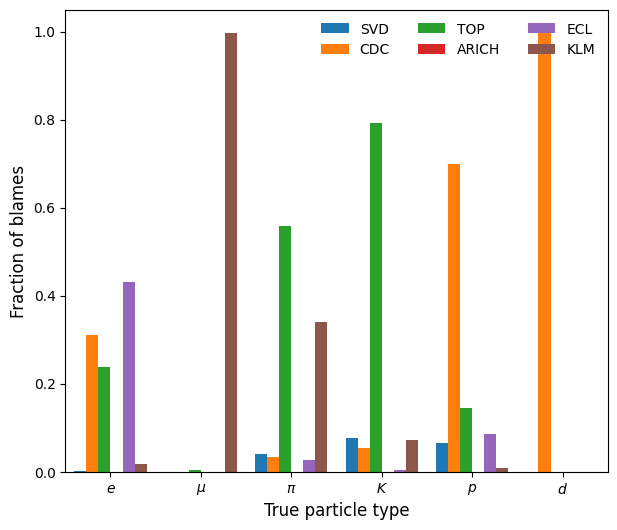 SVD TOP ECL
CDC ARICH KLM
1.0
0.8
0.6
0.4
0.2
0.0
Fraction of blames
e μ π K p d
True particle type